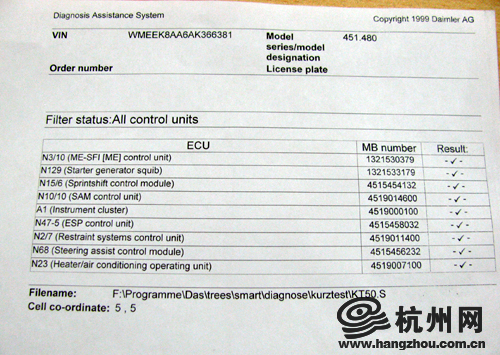 Diagnosis Assistance System Copyright 1999 Daimler AG
VIN WMEEK8AA6AK366381 Model series/model designation 451.480
Order number License plate
Filter status:All control units
ECU MB number Result:
N3/10 (ME-SFI [ME] control unit) 1321530379 -✓-
N129 (Starter generator squib) 1321533179 -✓-
N15/6 (Sprintshift control module) 4515454132 -✓-
N10/10 (SAM control unit) 4519014600 -✓-
A1 (Instrument cluster) 4519000100 -✓-
N47-5 (ESP control unit) 4515458032 -✓-
N2/7 (Restraint systems control unit) 4519011400 -✓-
N68 (Steering assist control module) 4515456232 -✓-
N23 (Heater/air conditioning operating unit) 4519007100 -✓-
Filename: F:\Programme\Das\trees\smart\diagnose\kurztest\KT50.S
Cell co-ordinate: 5 , 5
杭州网
www.hangzhou.com.cn